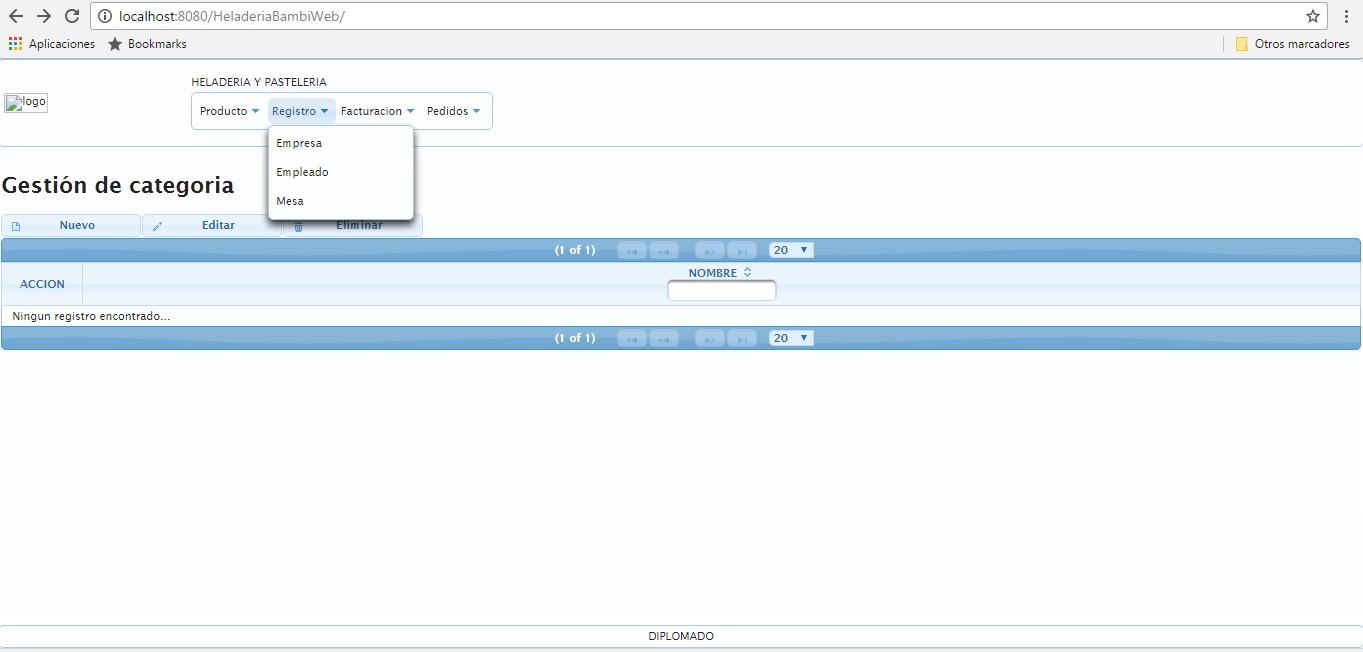 localhost:8080/HeladeriaBambiWeb/
Aplicaciones Bookmarks Otros marcadores
HELADERIA Y PASTELERIA
logo
Producto Registro Facturacion Pedidos
Empresa
Empleado
Mesa
Gestión de categoria
Nuevo Editar Eliminar
(1 of 1) 20
ACCION NOMBRE
Ningun registro encontrado...
(1 of 1) 20
DIPLOMADO